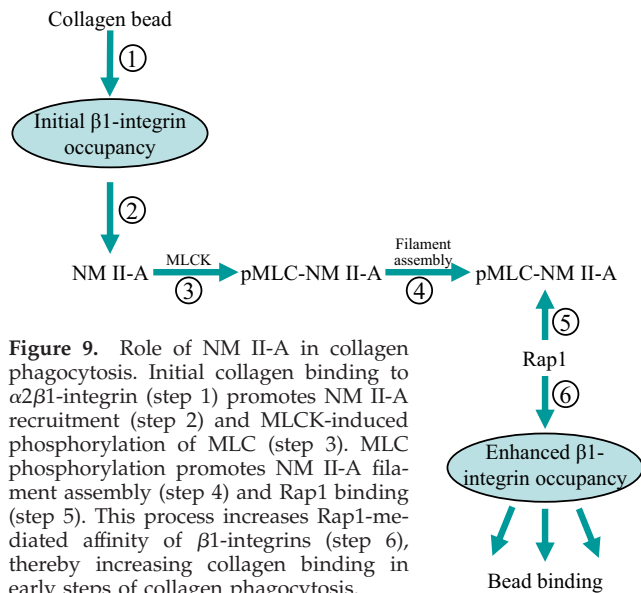 Collagen bead
1
Initial β1-integrin
occupancy
2
NM II-A
MLCK
3
pMLC-NM II-A
Filament
assembly
4
pMLC-NM II-A
5
Rap1
6
Enhanced β1-
integrin occupancy
Bead binding
Figure 9. Role of NM II-A in collagen
phagocytosis. Initial collagen binding to
α2β1-integrin (step 1) promotes NM II-A
recruitment (step 2) and MLCK-induced
phosphorylation of MLC (step 3). MLC
phosphorylation promotes NM II-A fila-
ment assembly (step 4) and Rap1 binding
(step 5). This process increases Rap1-me-
diated affinity of β1-integrins (step 6),
thereby increasing collagen binding in
early steps of collagen phagocytosis.